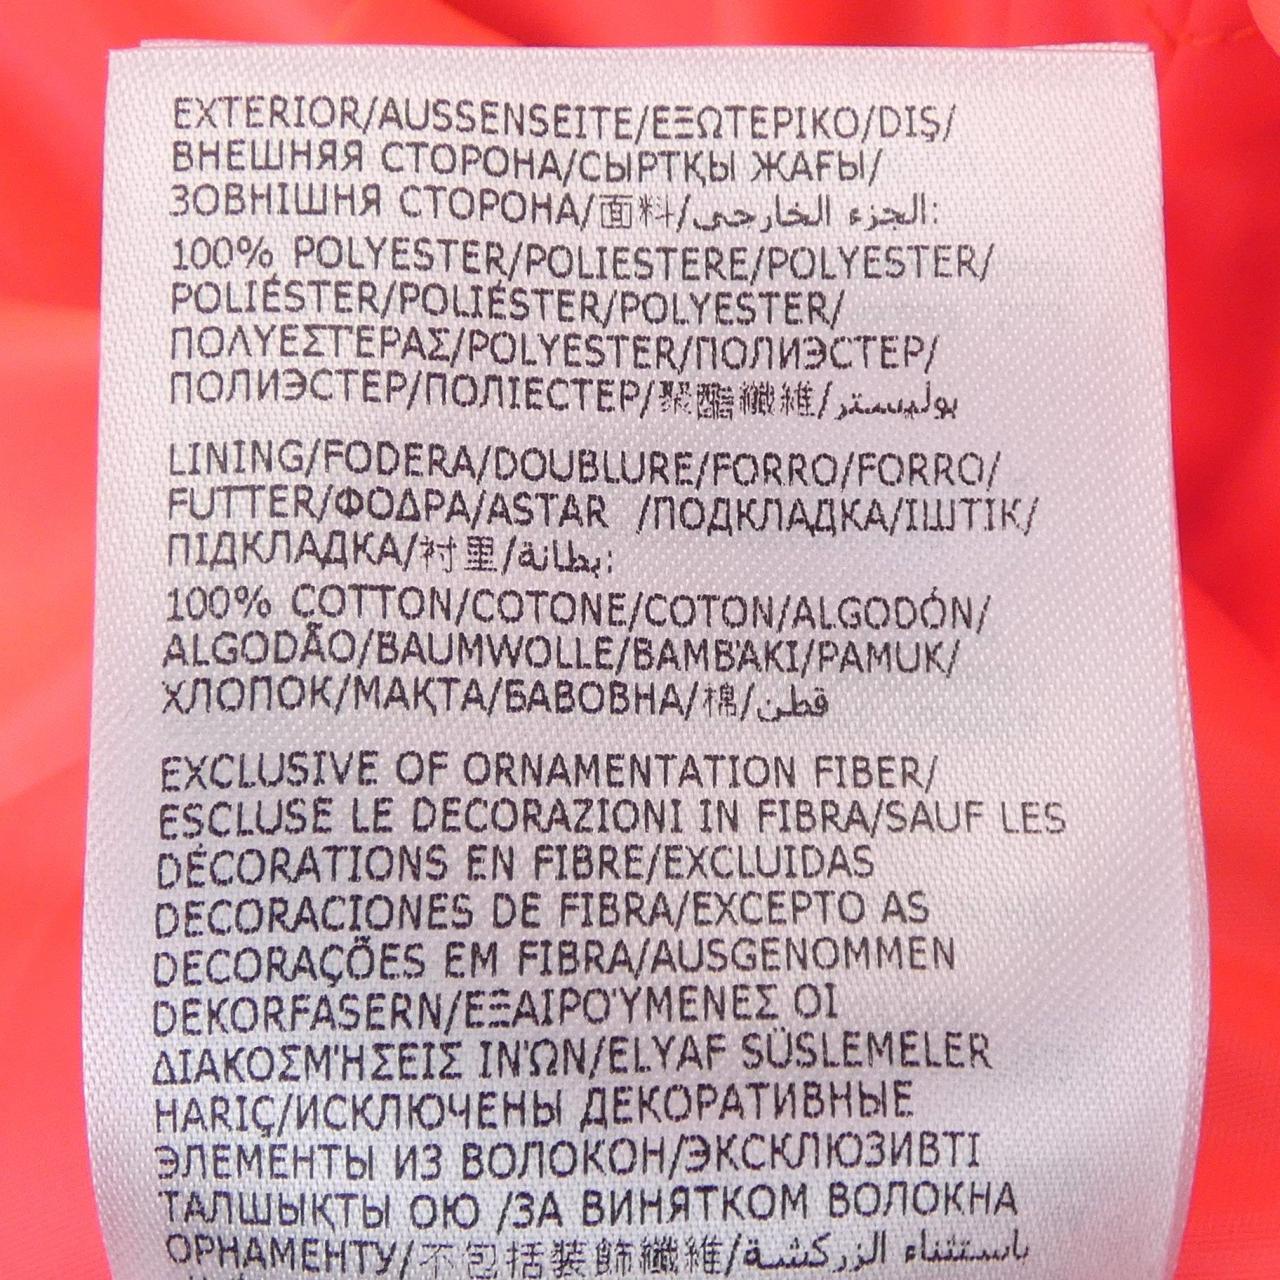 EXTERIOR/AUSSENSEITE/ΕΞΩΤΕΡΙΚΟ/DIŞ/
ВНЕШНЯЯ СТОРОНА/СЫРТҚЫ ЖАҒЫ/
ЗОВНІШНЯ СТОРОНА/面料/الجزء الخارجي:
100% POLYESTER/POLIESTERE/POLYESTER/
POLIÉSTER/POLIÉSTER/POLYESTER/
ΠΟΛΥΕΣΤΈΡΑΣ/POLYESTER/ПОЛИЭСТЕР/
ПОЛИЭСТЕР/ПОЛІЕСТЕР/聚酯纖維/بوليستر
LINING/FODERA/DOUBLURE/FORRO/FORRO/
FUTTER/ΦΟΔΡΑ/ASTAR /ПОДКЛАДКА/ІШТІК/
ПІДКЛАДКА/衬里/بطانة:
100% COTTON/COTONE/COTON/ALGODÓN/
ALGODÃO/BAUMWOLLE/ΒΑΜΒΆΚΙ/PAMUK/
ХЛОПОК/МАҚТА/БАВОВНА/棉/قطن
EXCLUSIVE OF ORNAMENTATION FIBER/
ESCLUSE LE DECORAZIONI IN FIBRA/SAUF LES
DÉCORATIONS EN FIBRE/EXCLUIDAS
DECORACIONES DE FIBRA/EXCEPTO AS
DECORAÇÕES EM FIBRA/AUSGENOMMEN
DEKORFASERN/ΕΞΑΙΡΟΎΜΕΝΕΣ ΟΙ
ΔΙΑΚΟΣΜΉΣΕΙΣ ΙΝΏΝ/ELYAF SÜSLEMELER
HARIÇ/ИСКЛЮЧЕНЫ ДЕКОРАТИВНЫЕ
ЭЛЕМЕНТЫ ИЗ ВОЛОКОН/ЭКСКЛЮЗИВТІ
ТАЛШЫҚТЫ ОЮ /ЗА ВИНЯТКОМ ВОЛОКНА
ОРНАМЕНТУ/不包括裝飾纖維/باستثناء الزركشة